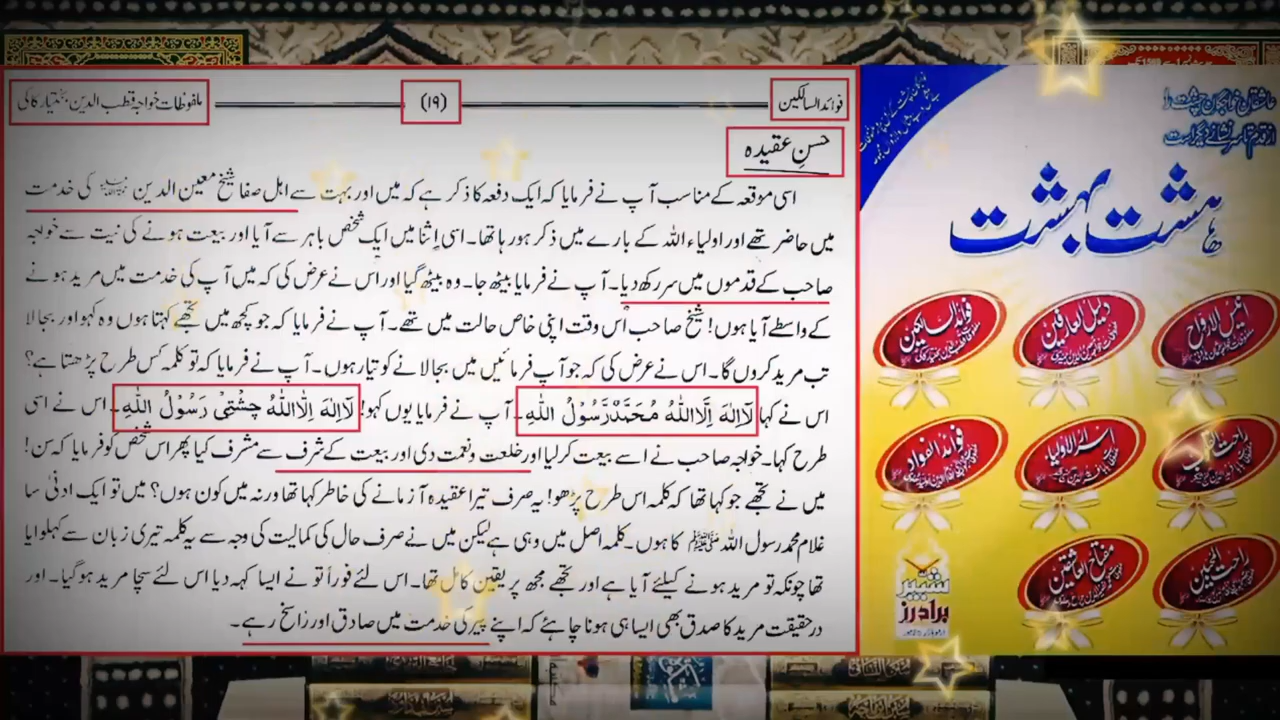 فوائد السالکین
(۱۹)
ملفوظات خواجہ قطب الدین بختیار کاکی
حسنِ عقیدہ
اسی موقعہ کے مناسب آپ نے فرمایا کہ ایک دفعہ کا ذکر ہے کہ میں اور بہت سے اہل صفا شیخ معین الدین کی خدمت
میں حاضر تھے اور اولیاء اللہ کے بارے میں ذکر ہو رہا تھا۔ اسی اثنا میں ایک شخص باہر سے آیا اور بیعت ہونے کی نیت سے خواجہ
صاحب کے قدموں میں سر رکھ دیا۔ آپ نے فرمایا بیٹھ جا۔ وہ بیٹھ گیا اور اس نے عرض کی کہ میں آپ کی خدمت میں مرید ہونے
کے واسطے آیا ہوں! شیخ صاحب اس وقت اپنی خاص حالت میں تھے۔ آپ نے فرمایا کہ جو کچھ میں تجھے کہتا ہوں وہ کہو اور بجا لا
تب مرید کروں گا۔ اس نے عرض کی کہ جو آپ فرمائیں میں بجا لانے کو تیار ہوں۔ آپ نے فرمایا کہ تو کلمہ کس طرح پڑھتا ہے؟
اس نے کہا لَآ اِلٰہَ اِلَّا اللّٰہُ مُحَمَّدٌ رَّسُوْلُ اللّٰہِ۔ آپ نے فرمایا یوں کہو! لَآ اِلٰہَ اِلَّا اللّٰہُ چِشْتِیْ رَسُوْلُ اللّٰہِ۔ اس نے اسی
طرح کہا۔ خواجہ صاحب نے اسے بیعت کر لیا اور خلعت و نعمت دی اور بیعت کے شرف سے مشرف کیا پھر اس شخص کو فرمایا کہ سن!
میں نے تجھے جو کہا تھا کہ کلمہ اس طرح پڑھو! یہ صرف تیرا عقیدہ آزمانے کی خاطر کہا تھا ورنہ میں کون ہوں؟ میں تو ایک ادنیٰ سا
غلام محمد رسول اللہ ﷺ کا ہوں۔ کلمہ اصل میں وہی ہے لیکن میں نے صرف حال کی کمالیت کی وجہ سے یہ کلمہ تیری زبان سے کہلوایا
تھا چونکہ تو مرید ہونے کیلئے آیا ہے اور تجھے مجھ پر یقین کامل تھا۔ اس لئے فوراً تو نے ایسا کہہ دیا اس لئے سچا مرید ہو گیا۔ اور
درحقیقت مرید کا صدق بھی ایسا ہی ہونا چاہئے کہ اپنے پیر کی خدمت میں صادق اور راسخ رہے۔
ہشت بہشت
انیس الارواح
دلیل العارفین
فوائد السالکین
اسرار الاولیاء
فوائد الفواد
راحت المحبین
مفتاح العاشقین
شبیر
برادرز